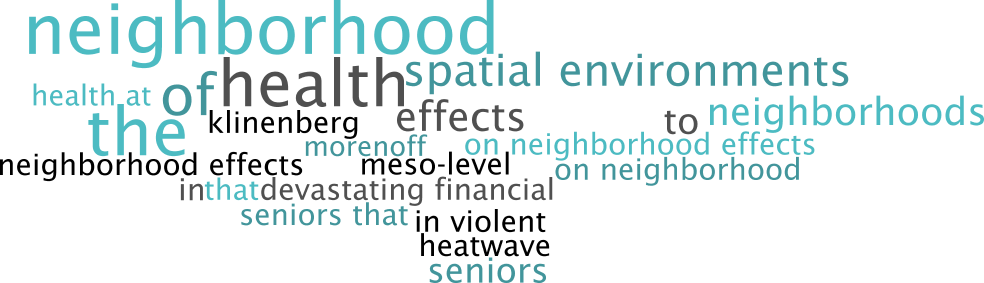 neighborhood
spatial environments
health
health at
of
neighborhoods
the
klinenberg
effects
to
morenoff
on neighborhood effects
neighborhood effects
meso-level
on neighborhood
in
that
devastating financial
seniors that
in violent
heatwave
seniors